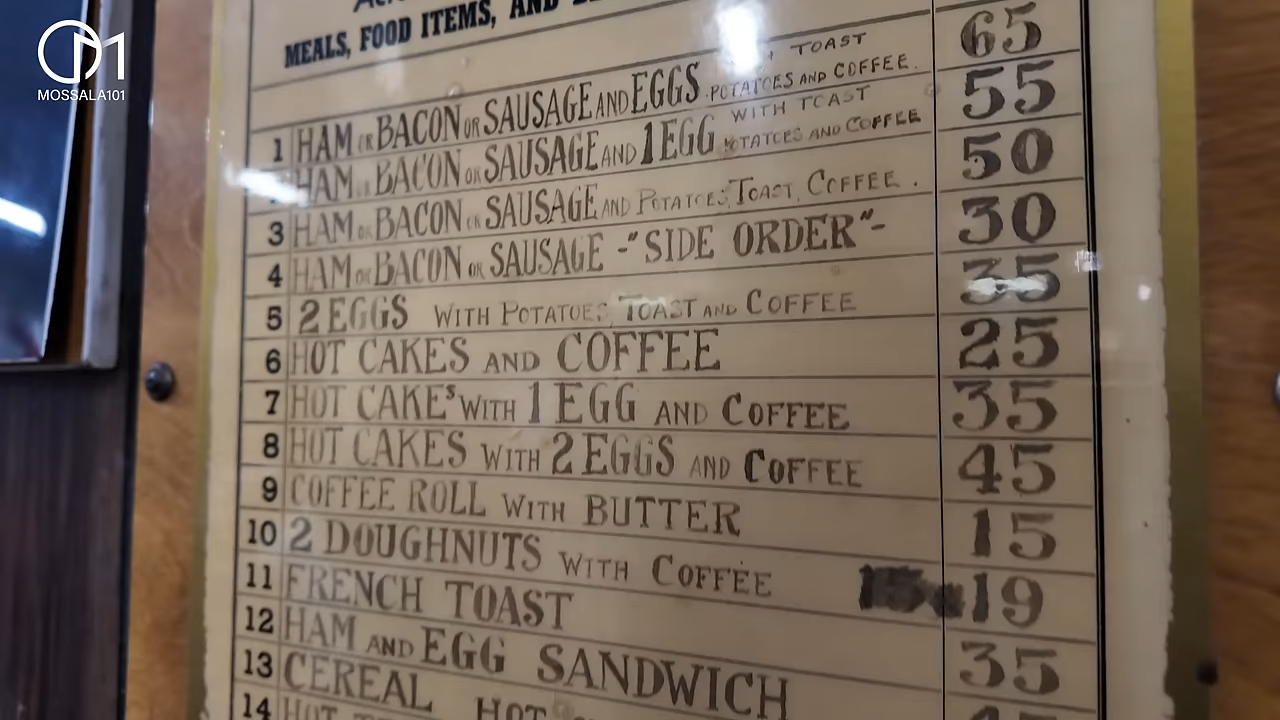 MOSSALA101
MEALS, FOOD ITEMS, AND
1 HAM OR BACON OR SAUSAGE AND EGGS TOAST POTATOES AND COFFEE. 65
HAM OR BACON OR SAUSAGE AND 1 EGG WITH TOAST POTATOES AND COFFEE 55
3 HAM OR BACON OR SAUSAGE AND POTATOES, TOAST, COFFEE. 50
4 HAM OR BACON OR SAUSAGE -"SIDE ORDER"- 30
5 2 EGGS WITH POTATOES, TOAST AND COFFEE 35
6 HOT CAKES AND COFFEE 25
7 HOT CAKES WITH 1 EGG AND COFFEE 35
8 HOT CAKES WITH 2 EGGS AND COFFEE 45
9 COFFEE ROLL WITH BUTTER 15
10 2 DOUGHNUTS WITH COFFEE 15 19
11 FRENCH TOAST 35
12 HAM AND EGG SANDWICH
13 CEREAL HOT
14 HOT